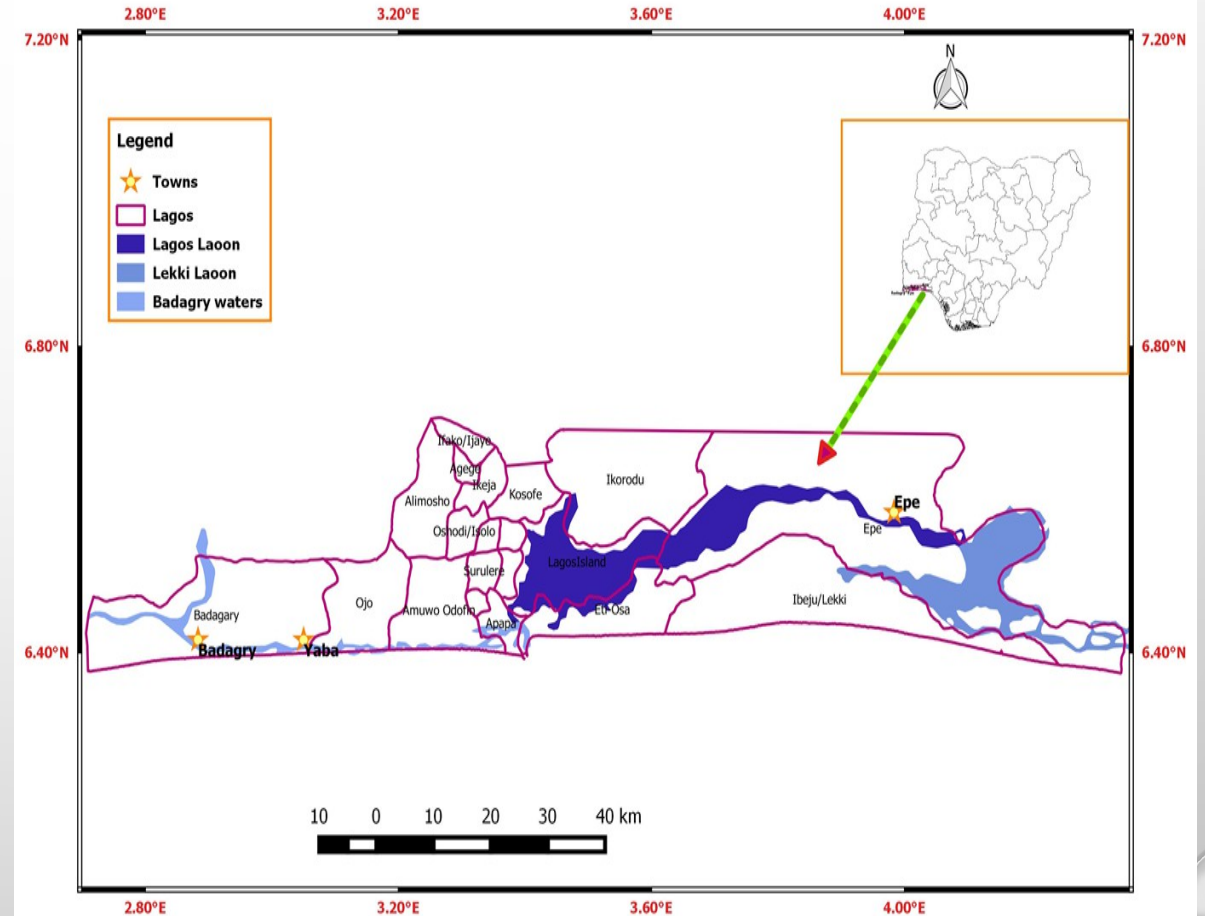 2.80°E 3.20°E 3.60°E 4.00°E
7.20°N 7.20°N
N
Legend
Towns
Lagos
Lagos Laoon
Lekki Laoon
Badagry waters
6.80°N 6.80°N
Ifako/Ijaye
Agege
Ikeja
Ikorodu
Kosofe
Alimosho
Epe
Oshodi/Isolo
Epe
LagosIsland
Surulere
Ojo
Amuwo Odofin
Ibeju/Lekki
Eti-Osa
Badagary
Apapa
Badagry Yaba
6.40°N 6.40°N
10 0 10 20 30 40 km
2.80°E 3.20°E 3.60°E 4.00°E